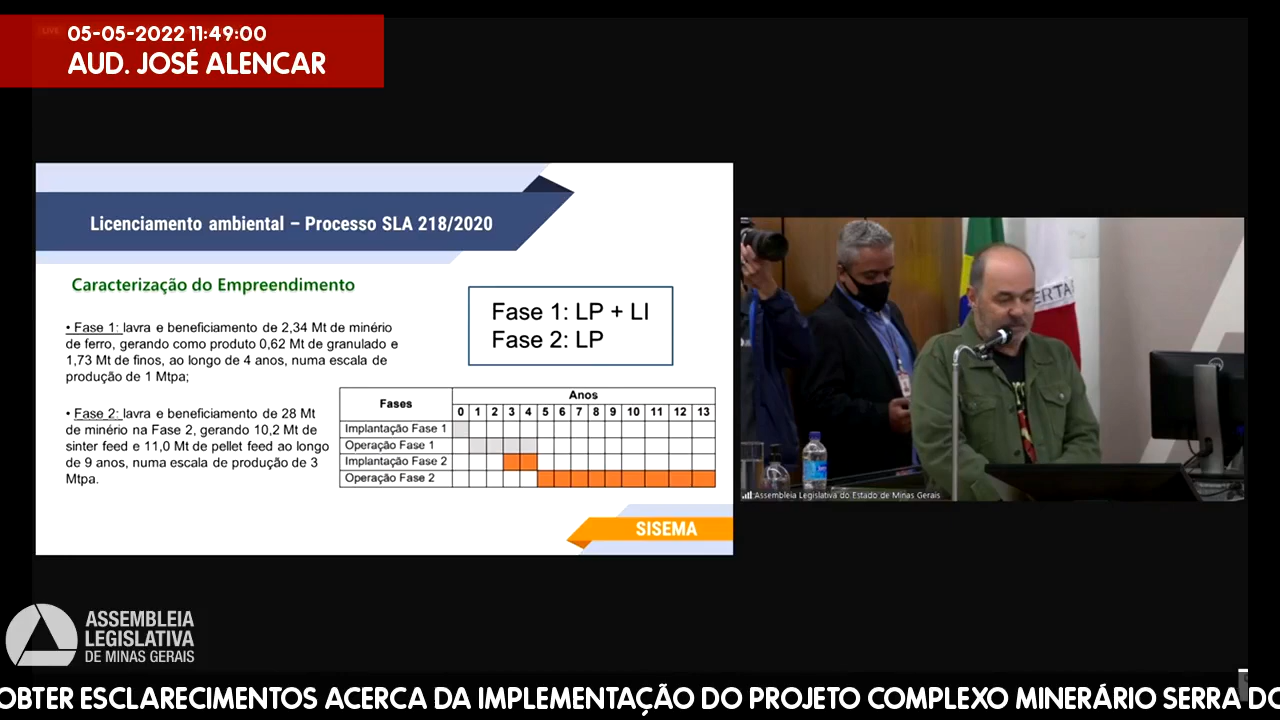 05-05-2022 11:49:00
AUD. JOSÉ ALENCAR
Licenciamento ambiental – Processo SLA 218/2020
Caracterização do Empreendimento
• Fase 1: lavra e beneficiamento de 2,34 Mt de minério
de ferro, gerando como produto 0,62 Mt de granulado e
1,73 Mt de finos, ao longo de 4 anos, numa escala de
produção de 1 Mtpa;
• Fase 2: lavra e beneficiamento de 28 Mt
de minério na Fase 2, gerando 10,2 Mt de
sinter feed e 11,0 Mt de pellet feed ao longo
de 9 anos, numa escala de produção de 3
Mtpa.
Fase 1: LP + LI
Fase 2: LP
Fases Anos
0 1 2 3 4 5 6 7 8 9 10 11 12 13
Implantação Fase 1
Operação Fase 1
Implantação Fase 2
Operação Fase 2
SISEMA
ERTA
Assembleia Legislativa do Estado de Minas Gerais
ASSEMBLEIA
LEGISLATIVA
DE MINAS GERAIS
OBTER ESCLARECIMENTOS ACERCA DA IMPLEMENTAÇÃO DO PROJETO COMPLEXO MINERÁRIO SERRA DO